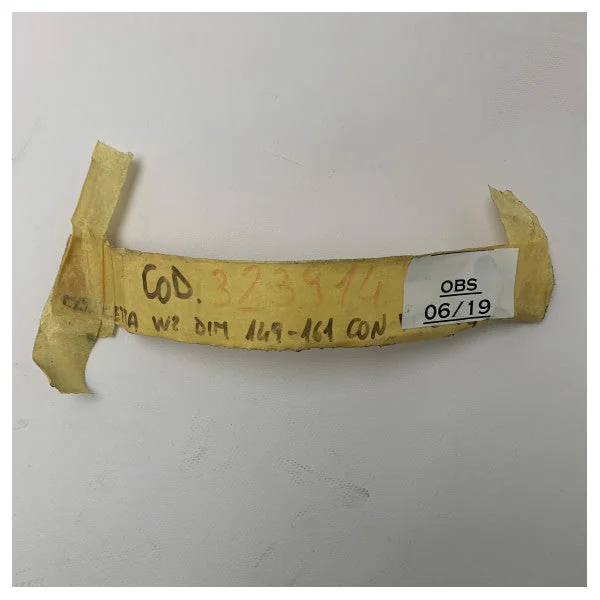 COD. 323914
OBS
06/19
W2 DIM 149-161 CON